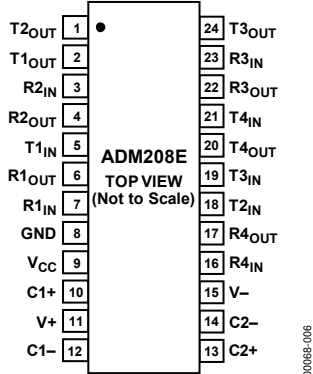 T2OUT 1 24 T3OUT
T1OUT 2 23 R3IN
R2IN 3 22 R3OUT
R2OUT 4 21 T4IN
T1IN 5 20 T4OUT
R1OUT 6 19 T3IN
R1IN 7 18 T2IN
GND 8 17 R4OUT
VCC 9 16 R4IN
C1+ 10 15 V–
V+ 11 14 C2–
C1– 12 13 C2+
ADM208E
TOP VIEW
(Not to Scale)
00068-006